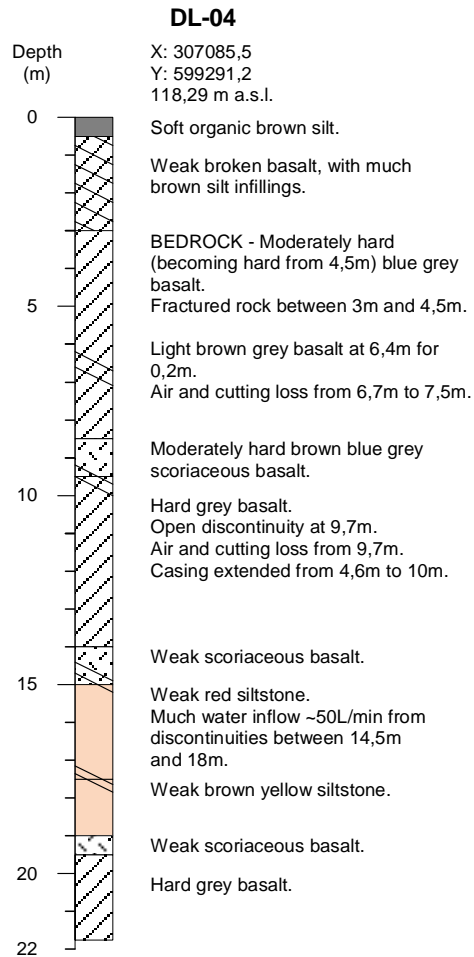 DL-04
Depth
(m)
X: 307085,5
Y: 599291,2
118,29 m a.s.l.
0
Soft organic brown silt.
Weak broken basalt, with much
brown silt infillings.
BEDROCK - Moderately hard
(becoming hard from 4,5m) blue grey
basalt.
Fractured rock between 3m and 4,5m.
5
Light brown grey basalt at 6,4m for
0,2m.
Air and cutting loss from 6,7m to 7,5m.
Moderately hard brown blue grey
scoriaceous basalt.
10
Hard grey basalt.
Open discontinuity at 9,7m.
Air and cutting loss from 9,7m.
Casing extended from 4,6m to 10m.
Weak scoriaceous basalt.
15
Weak red siltstone.
Much water inflow ~50L/min from
discontinuities between 14,5m
and 18m.
Weak brown yellow siltstone.
Weak scoriaceous basalt.
20
Hard grey basalt.
22